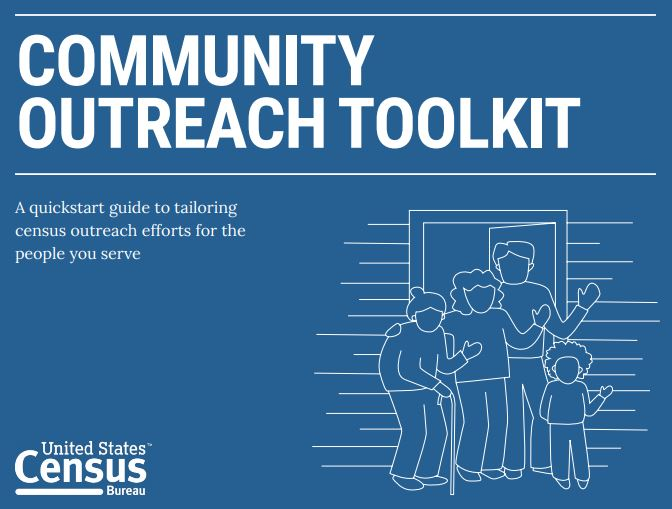 COMMUNITY
OUTREACH TOOLKIT
A quickstart guide to tailoring
census outreach efforts for the
people you serve
United States™
Census
Bureau